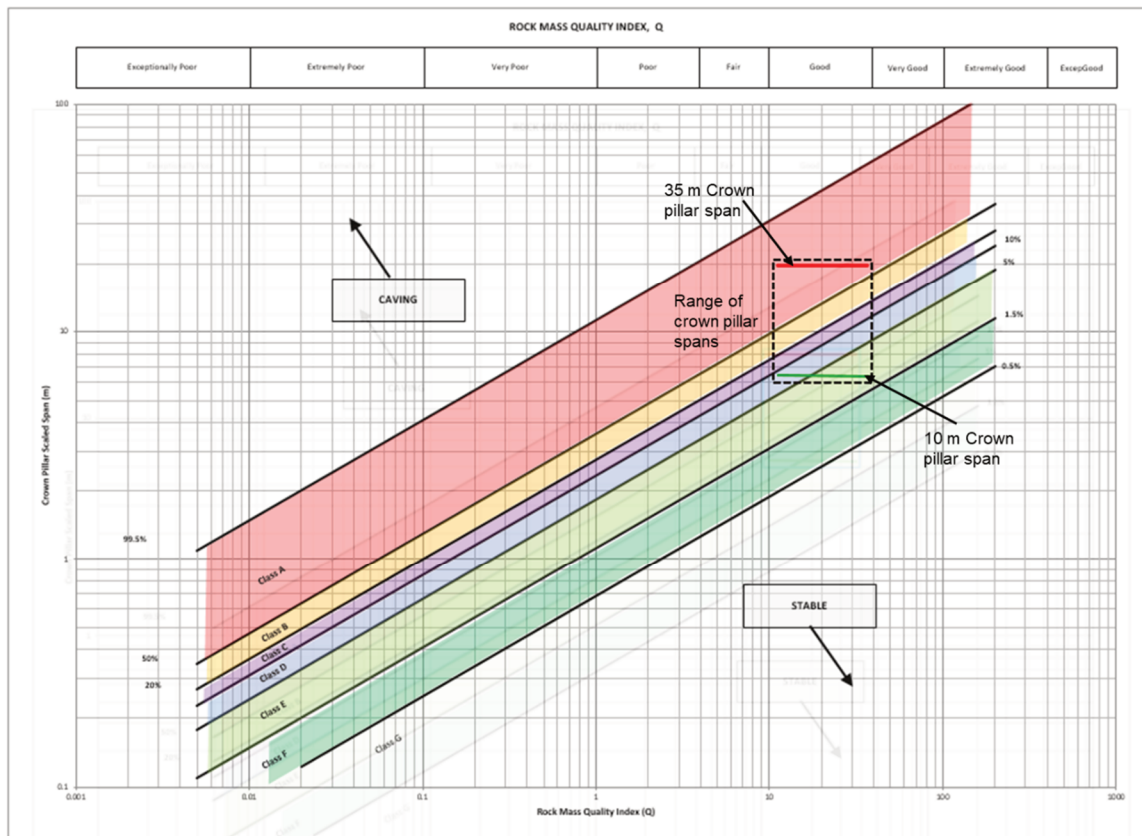 ROCK MASS QUALITY INDEX, Q
Exceptionally Poor Extremely Poor Very Poor Poor Fair Good Very Good Extremely Good ExcepGood
100
10
1
0.1
Crown Pillar Scaled Span (m)
35 m Crown
pillar span
CAVING
Range of
crown pillar
spans
10%
5%
1.5%
0.5%
10 m Crown
pillar span
99.5%
50%
20%
Class A
Class B
Class C
Class D
Class E
Class F
Class G
STABLE
0.001 0.01 0.1 1 10 100 1000
Rock Mass Quality Index (Q)